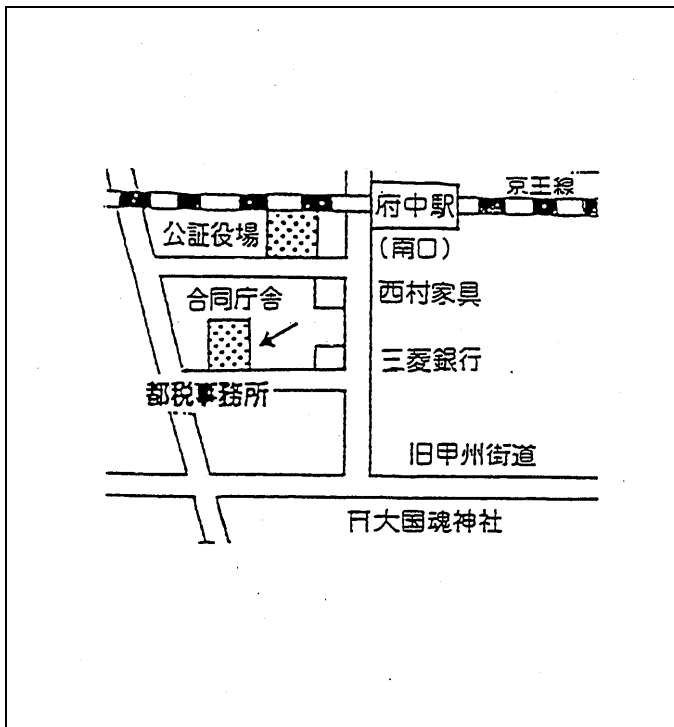 京王線
府中駅
公証役場
(南口)
合同庁舎
西村家具
三菱銀行
都税事務所
旧甲州街道
大国魂神社